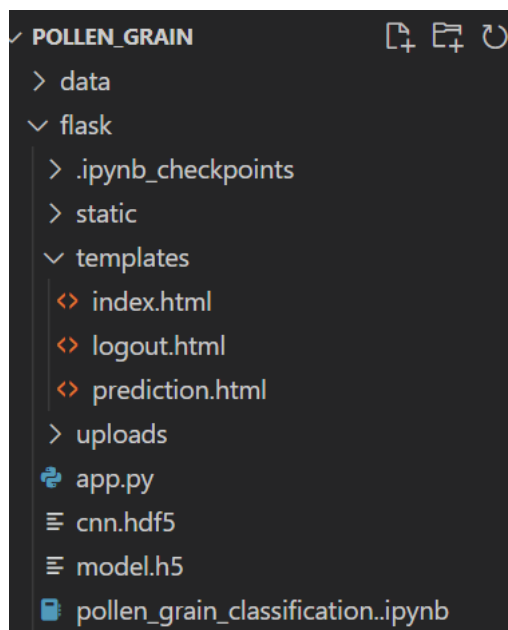 POLLEN_GRAIN
data
flask
.ipynb_checkpoints
static
templates
index.html
logout.html
prediction.html
uploads
app.py
cnn.hdf5
model.h5
pollen_grain_classification..ipynb